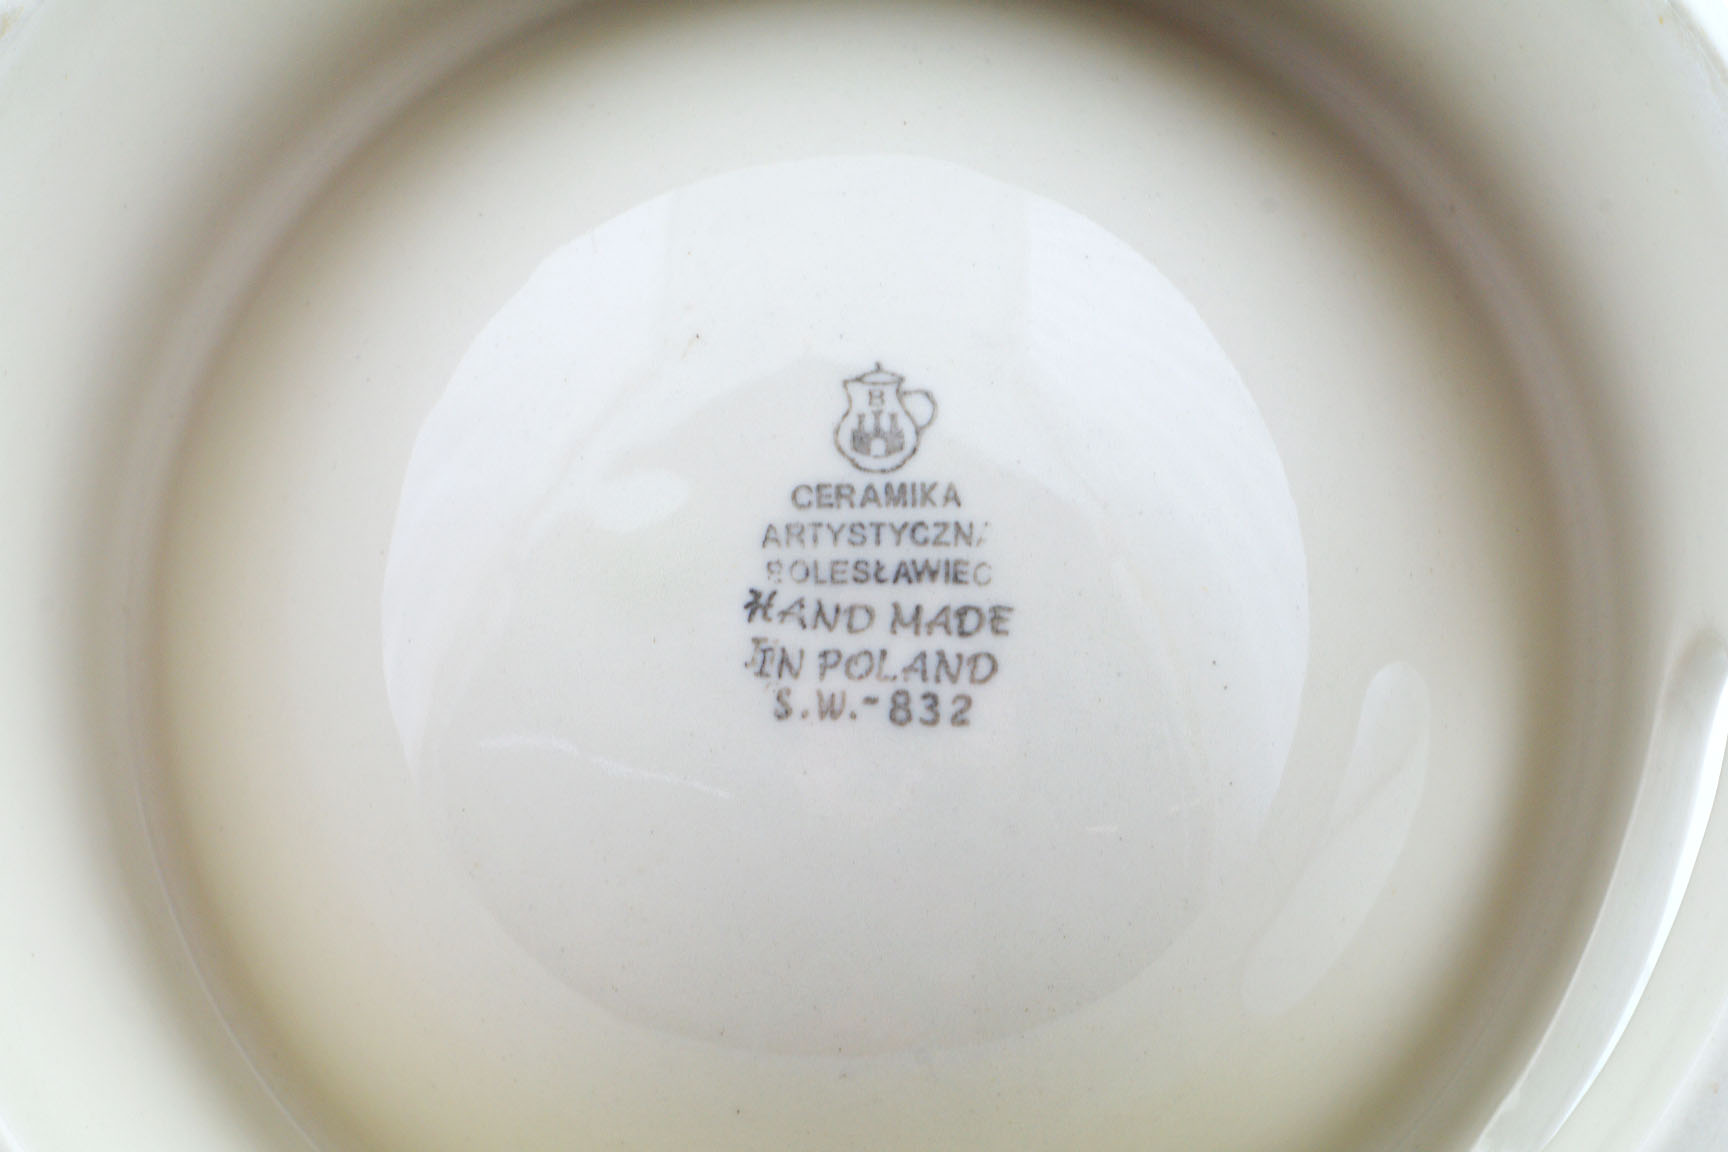 B
CERAMIKA
ARTYSTYCZNA
BOLESŁAWIEC
HAND MADE
IN POLAND
S.W.-832